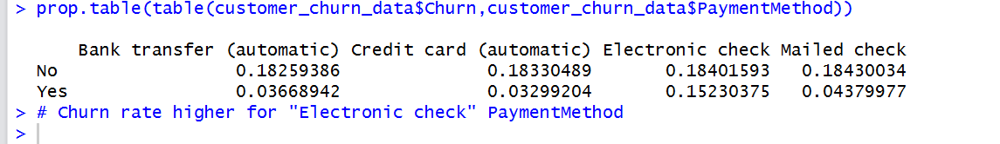 > prop.table(table(customer_churn_data$Churn,customer_churn_data$PaymentMethod))
Bank transfer (automatic) Credit card (automatic) Electronic check Mailed check
No 0.18259386 0.18330489 0.18401593 0.18430034
Yes 0.03668942 0.03299204 0.15230375 0.04379977
> # Churn rate higher for "Electronic check" PaymentMethod
>